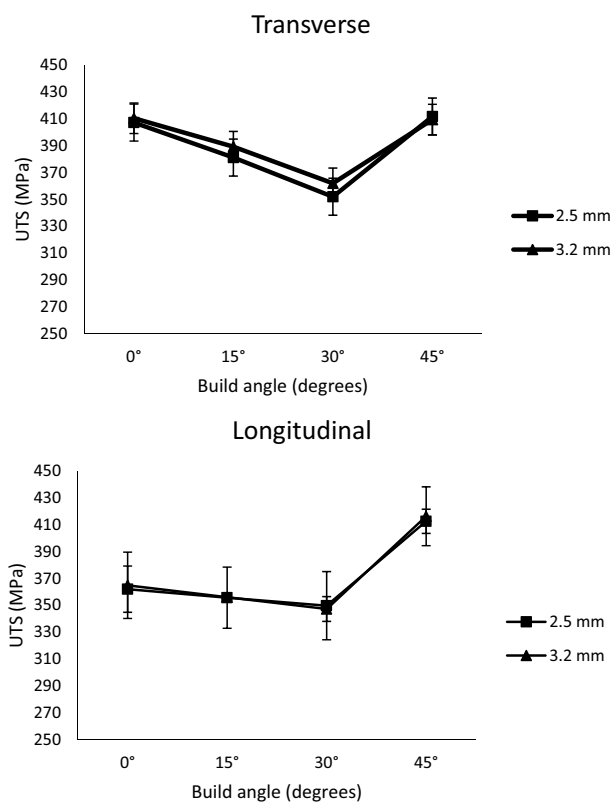 Transverse
450
430
410
390
370
350
330
310
290
270
250
UTS (MPa)
2.5 mm
3.2 mm
0° 15° 30° 45°
Build angle (degrees)
Longitudinal
450
430
410
390
370
350
330
310
290
270
250
UTS (MPa)
2.5 mm
3.2 mm
0° 15° 30° 45°
Build angle (degrees)